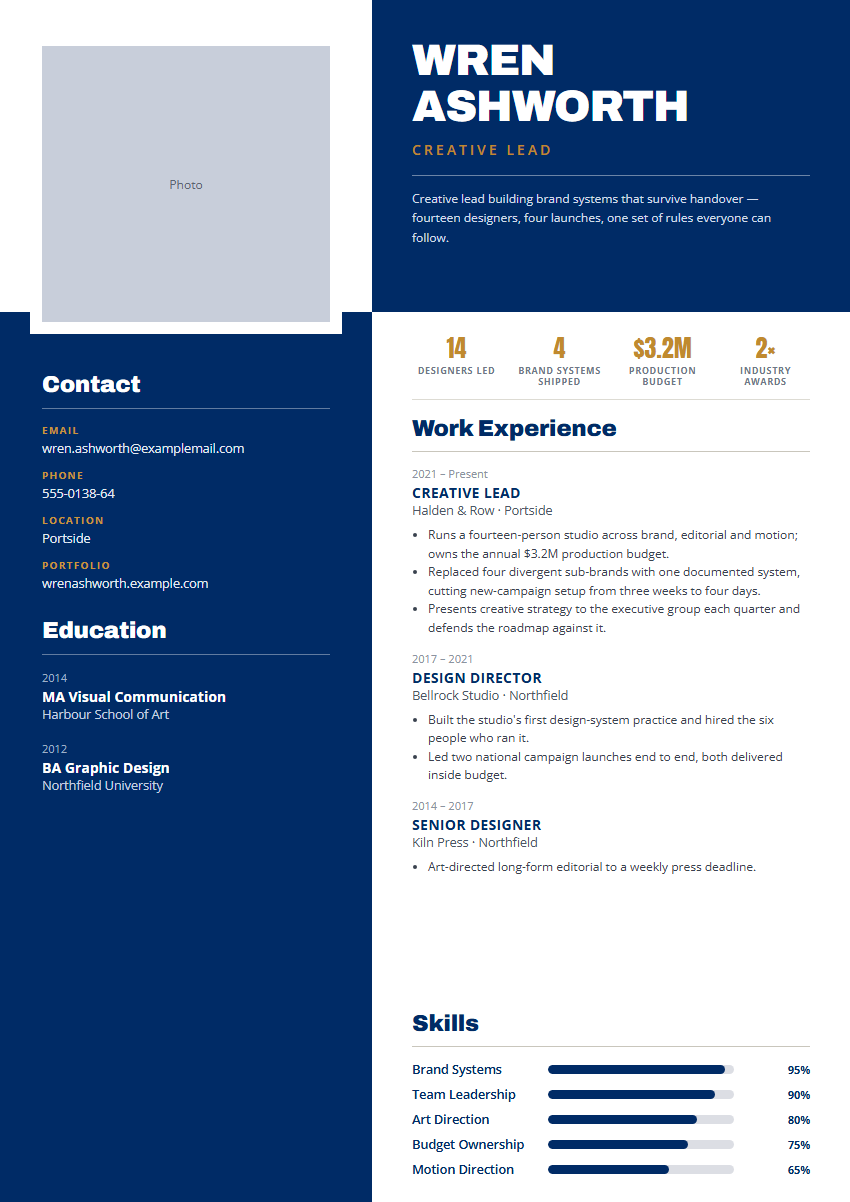 Photo
WREN
ASHWORTH
CREATIVE LEAD
Creative lead building brand systems that survive handover —
fourteen designers, four launches, one set of rules everyone can
follow.
Contact
EMAIL
wren.ashworth@examplemail.com
PHONE
555-0138-64
LOCATION
Portside
PORTFOLIO
wrenashworth.example.com
Education
2014
MA Visual Communication
Harbour School of Art
2012
BA Graphic Design
Northfield University
14
DESIGNERS LED
4
BRAND SYSTEMS
SHIPPED
$3.2M
PRODUCTION
BUDGET
2×
INDUSTRY
AWARDS
Work Experience
2021 – Present
CREATIVE LEAD
Halden & Row · Portside
• Runs a fourteen-person studio across brand, editorial and motion;
owns the annual $3.2M production budget.
• Replaced four divergent sub-brands with one documented system,
cutting new-campaign setup from three weeks to four days.
• Presents creative strategy to the executive group each quarter and
defends the roadmap against it.
2017 – 2021
DESIGN DIRECTOR
Bellrock Studio · Northfield
• Built the studio's first design-system practice and hired the six
people who ran it.
• Led two national campaign launches end to end, both delivered
inside budget.
2014 – 2017
SENIOR DESIGNER
Kiln Press · Northfield
• Art-directed long-form editorial to a weekly press deadline.
Skills
Brand Systems 95%
Team Leadership 90%
Art Direction 80%
Budget Ownership 75%
Motion Direction 65%